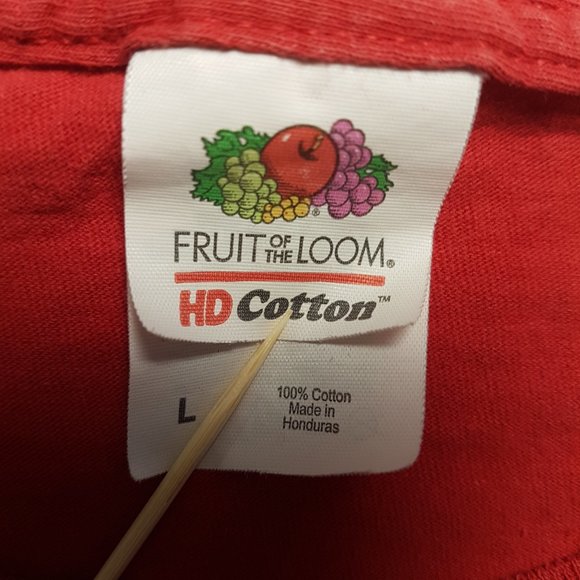 FRUIT OF THE LOOM®
HD Cotton™
L
100% Cotton
Made in
Honduras